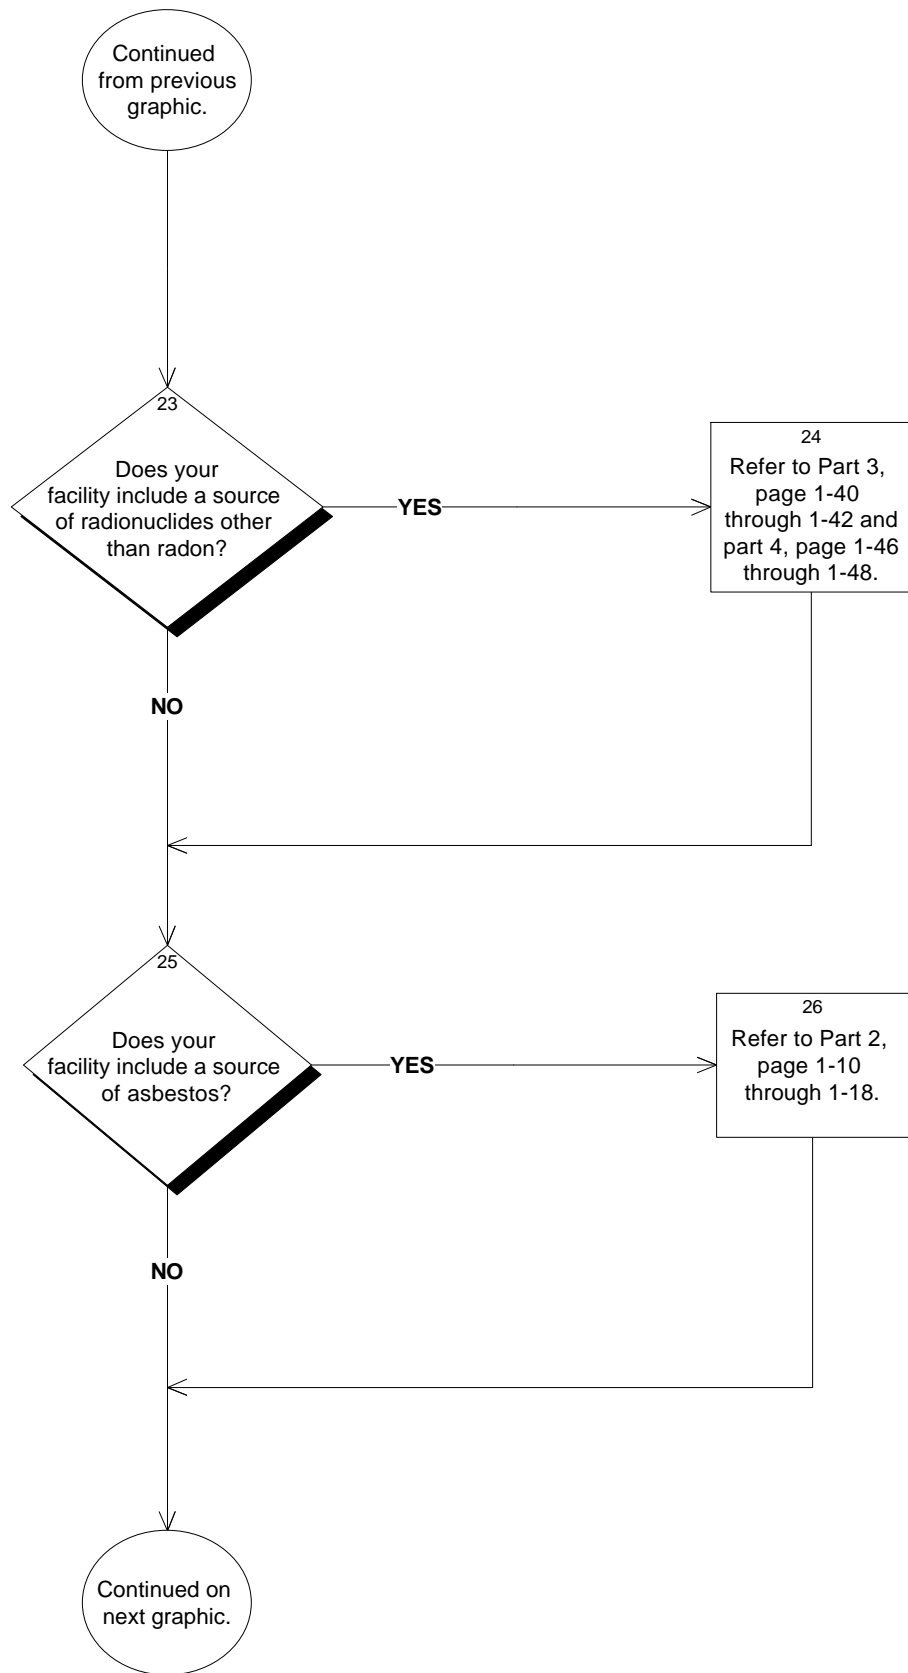 Continued
from previous
graphic.
23
Does your
facility include a source
of radionuclides other
than radon?
YES
24
Refer to Part 3,
page 1-40
through 1-42 and
part 4, page 1-46
through 1-48.
NO
25
Does your
facility include a source
of asbestos?
YES
26
Refer to Part 2,
page 1-10
through 1-18.
NO
Continued on
next graphic.